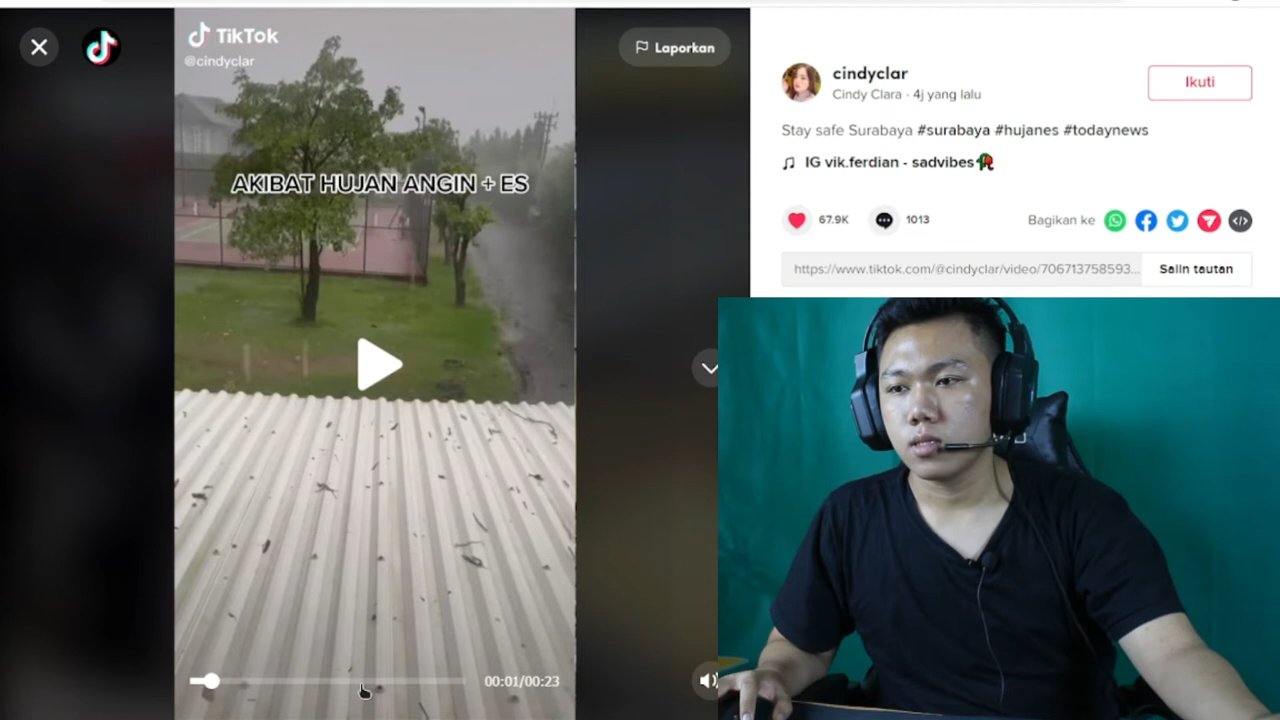 TikTok
@cindyclar
Laporkan
AKIBAT HUJAN ANGIN + ES
00:01/00:23
cindyclar
Cindy Clara · 4j yang lalu
Ikuti
Stay safe Surabaya #surabaya #hujanes #todaynews
IG vik.ferdian - sadvibes🥀
67.9K
1013
Bagikan ke
https://www.tiktok.com/@cindyclar/video/706713758593...
Salin tautan